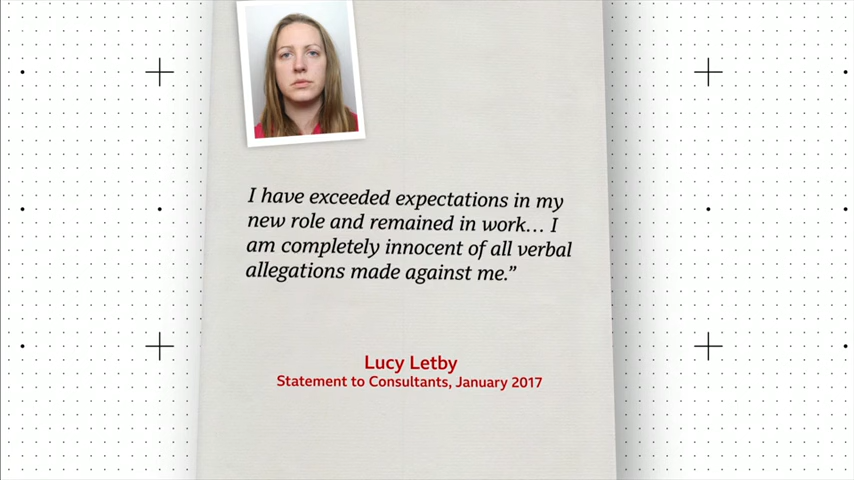 I have exceeded expectations in my
new role and remained in work... I
am completely innocent of all verbal
allegations made against me.”
Lucy Letby
Statement to Consultants, January 2017